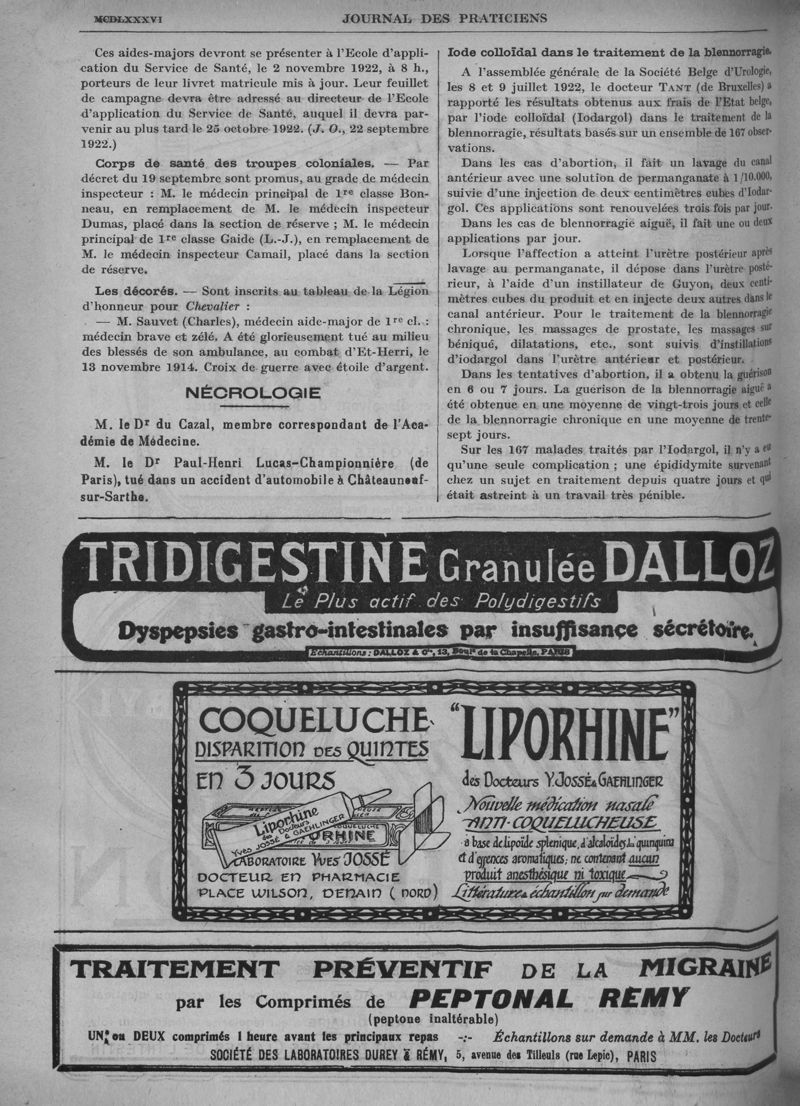 MCDLXXXVI
JOURNAL DES PRATICIENS
Ces aides-majors devront se présenter à l'Ecole d'appli-
cation du Service de Santé, le 2 novembre 1922, à 8 h.,
porteurs de leur livret matricule mis à jour. Leur feuillet
de campagne devra être adressé au directeur de l'Ecole
d'application du Service de Santé, auquel il devra par-
venir au plus tard le 25 octobre 1922. (J. O., 22 septembre
1922.)
Corps de santé des troupes coloniales. — Par
décret du 19 septembre sont promus, au grade de médecin
inspecteur : M. le médecin principal de 1re classe Bon-
neau, en remplacement de M. le médecin inspecteur
Dumas, placé dans la section de réserve ; M. le médecin
principal de 1re classe Gaide (L.-J.), en remplacement de
M. le médecin inspecteur Camail, placé dans la section
de réserve.
Les décorés. — Sont inscrits au tableau de la Légion
d'honneur pour Chevalier :
— M. Sauvet (Charles), médecin aide-major de 1re cl. :
médecin brave et zélé. A été glorieusement tué au milieu
des blessés de son ambulance, au combat d'Et-Herri, le
13 novembre 1914. Croix de guerre avec étoile d'argent.
NÉCROLOGIE
M. le Dr du Cazal, membre correspondant de l'Aca-
démie de Médecine.
M. le Dr Paul-Henri Lucas-Championnière (de
Paris), tué dans un accident d'automobile à Châteauneuf-
sur-Sarthe.
Iode colloïdal dans le traitement de la blennorragie.
A l'assemblée générale de la Société Belge d'Urologie,
les 8 et 9 juillet 1922, le docteur TANT (de Bruxelles) a
rapporté les résultats obtenus aux frais de l'Etat belge,
par l'iode colloïdal (Iodargol) dans le traitement de la
blennorragie, résultats basés sur un ensemble de 167 obser-
vations.
Dans les cas d'abortion, il fait un lavage du canal
antérieur avec une solution de permanganate à 1/10.000,
suivie d'une injection de deux centimètres cubes d'Iodar-
gol. Ces applications sont renouvelées trois fois par jour.
Dans les cas de blennorragie aiguë, il fait une ou deux
applications par jour.
Lorsque l'affection a atteint l'urètre postérieur après
lavage au permanganate, il dépose dans l'urètre posté-
rieur, à l'aide d'un instillateur de Guyon, deux centi-
mètres cubes du produit et en injecte deux autres dans le
canal antérieur. Pour le traitement de la blennorragie
chronique, les massages de prostate, les massages sur
béniqué, dilatations, etc., sont suivis d'instillations
d'iodargol dans l'urètre antérieur et postérieur.
Dans les tentatives d'abortion, il a obtenu la guérison
en 6 ou 7 jours. La guérison de la blennorragie aiguë a
été obtenue en une moyenne de vingt-trois jours et celle
de la blennorragie chronique en une moyenne de trente-
sept jours.
Sur les 167 malades traités par l'Iodargol, il n'y a eu
qu'une seule complication ; une épididymite survenant
chez un sujet en traitement depuis quatre jours et qui
était astreint à un travail très pénible.
TRIDIGESTINE Granulée DALLOZ
Le Plus actif des Polydigestifs
Dyspepsies gastro-intestinales par insuffisance sécrétoire.
Echantillons : DALLOZ & Cie, 13, Bould de la Chapelle, PARIS
COQUELUCHE
DISPARITION DES QUINTES
EN 3 JOURS
Liporhine
des Docteurs
Yves JOSSÉ & GAEHLINGER
LABORATOIRE YVES JOSSÉ
DOCTEUR EN PHARMACIE
PLACE WILSON, DENAIN (NORD)
"LIPORHINE"
des Docteurs Y. JOSSÉ & GAEHLINGER
Nouvelle médication nasale
ANTI-COQUELUCHEUSE
à base de lipoïde splenique, d'alcaloïdes du quinquina
et d'essences aromatiques; ne contenant aucun
produit anesthésique ni toxique
Littérature & échantillon sur demande
TRAITEMENT PRÉVENTIF DE LA MIGRAINE
par les Comprimés de PEPTONAL REMY
(peptone inaltérable)
UN ou DEUX comprimés 1 heure avant les principaux repas -:- Échantillons sur demande à MM. les Docteurs
SOCIÉTÉ DES LABORATOIRES DUREY & RÉMY, 5, avenue des Tilleuls (rue Lepic), PARIS